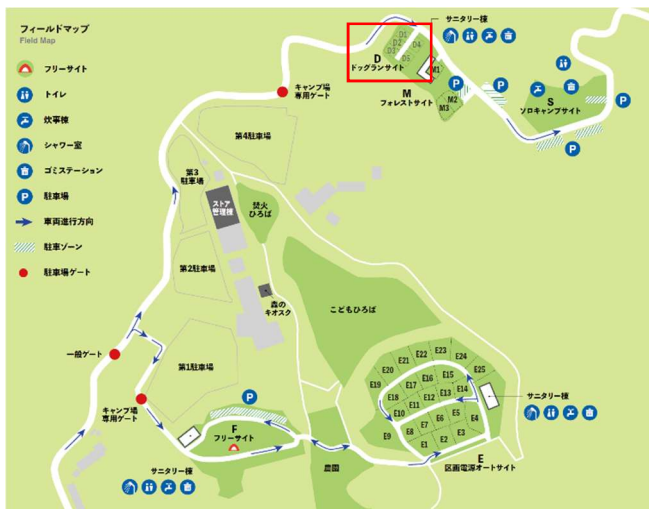 フィールドマップ
Field Map
フリーサイト
トイレ
炊事棟
シャワー室
ゴミステーション
P
駐車場
車両進行方向
駐車ゾーン
駐車場ゲート
サニタリー棟
D1
D2
D3
D4
D5
D
ドッグランサイト
M1
M
フォレストサイト
M2
M3
P
P
S
ソロキャンプサイト
P
P
キャンプ場
専用ゲート
第4駐車場
第3
駐車場
ストア
管理棟
焚火
ひろば
第2駐車場
森の
キオスク
こどもひろば
一般ゲート
第1駐車場
キャンプ場
専用ゲート
P
F
フリーサイト
サニタリー棟
農園
E23
E22
E24
E21
E20
E25
E19
E17
E16
E15
E18
E14
E13
E12
E11
E10
E9
E8
E7
E6
E5
E4
E3
E2
E1
サニタリー棟
E
区画電源オートサイト